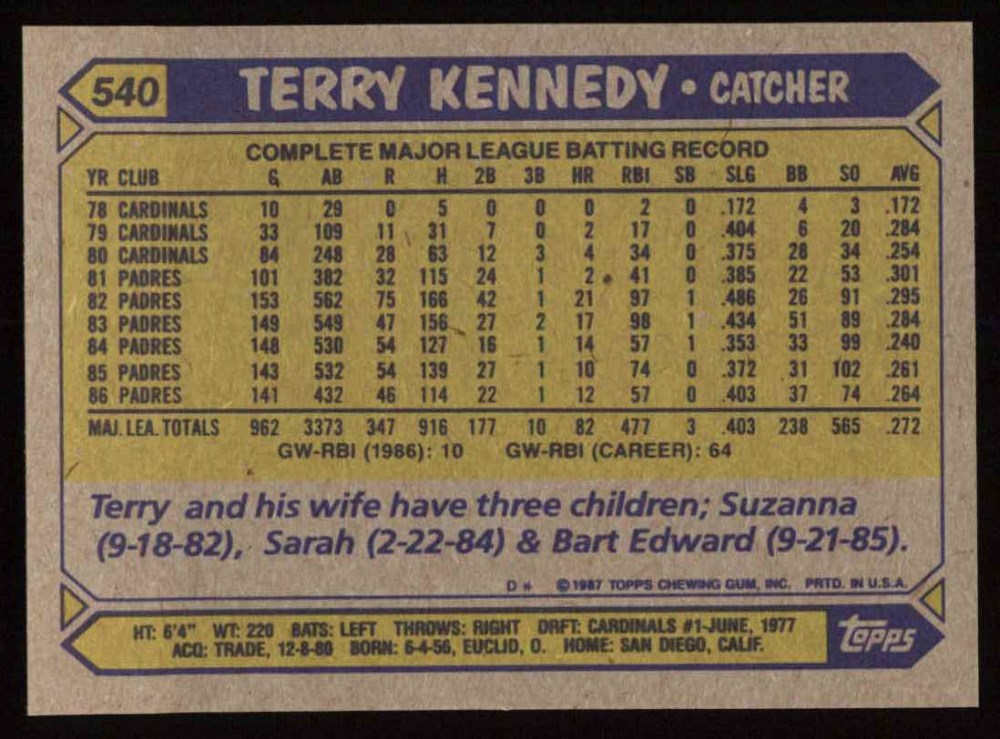 540 TERRY KENNEDY • CATCHER
COMPLETE MAJOR LEAGUE BATTING RECORD
YR CLUB G AB R H 2B 3B HR RBI SB SLG BB SO AVG
78 CARDINALS 10 29 0 5 0 0 0 2 0 .172 4 3 .172
79 CARDINALS 33 109 11 31 7 0 2 17 0 .404 6 20 .284
80 CARDINALS 84 248 28 63 12 3 4 34 0 .375 28 34 .254
81 PADRES 101 382 32 115 24 1 2 41 0 .385 22 53 .301
82 PADRES 153 562 75 166 42 1 21 97 1 .486 26 91 .295
83 PADRES 149 549 47 156 27 2 17 98 1 .434 51 89 .284
84 PADRES 148 530 54 127 16 1 14 57 1 .353 33 99 .240
85 PADRES 143 532 54 139 27 1 10 74 0 .372 31 102 .261
86 PADRES 141 432 46 114 22 1 12 57 0 .403 37 74 .264
MAJ. LEA. TOTALS 962 3373 347 916 177 10 82 477 3 .403 238 565 .272
GW-RBI (1986): 10 GW-RBI (CAREER): 64
Terry and his wife have three children; Suzanna
(9-18-82), Sarah (2-22-84) & Bart Edward (9-21-85).
D * © 1987 TOPPS CHEWING GUM, INC. PRTD. IN U.S.A.
HT: 6'4" WT: 220 BATS: LEFT THROWS: RIGHT DRFT: CARDINALS #1-JUNE, 1977
ACQ: TRADE, 12-8-80 BORN: 6-4-56, EUCLID, O. HOME: SAN DIEGO, CALIF.
topps